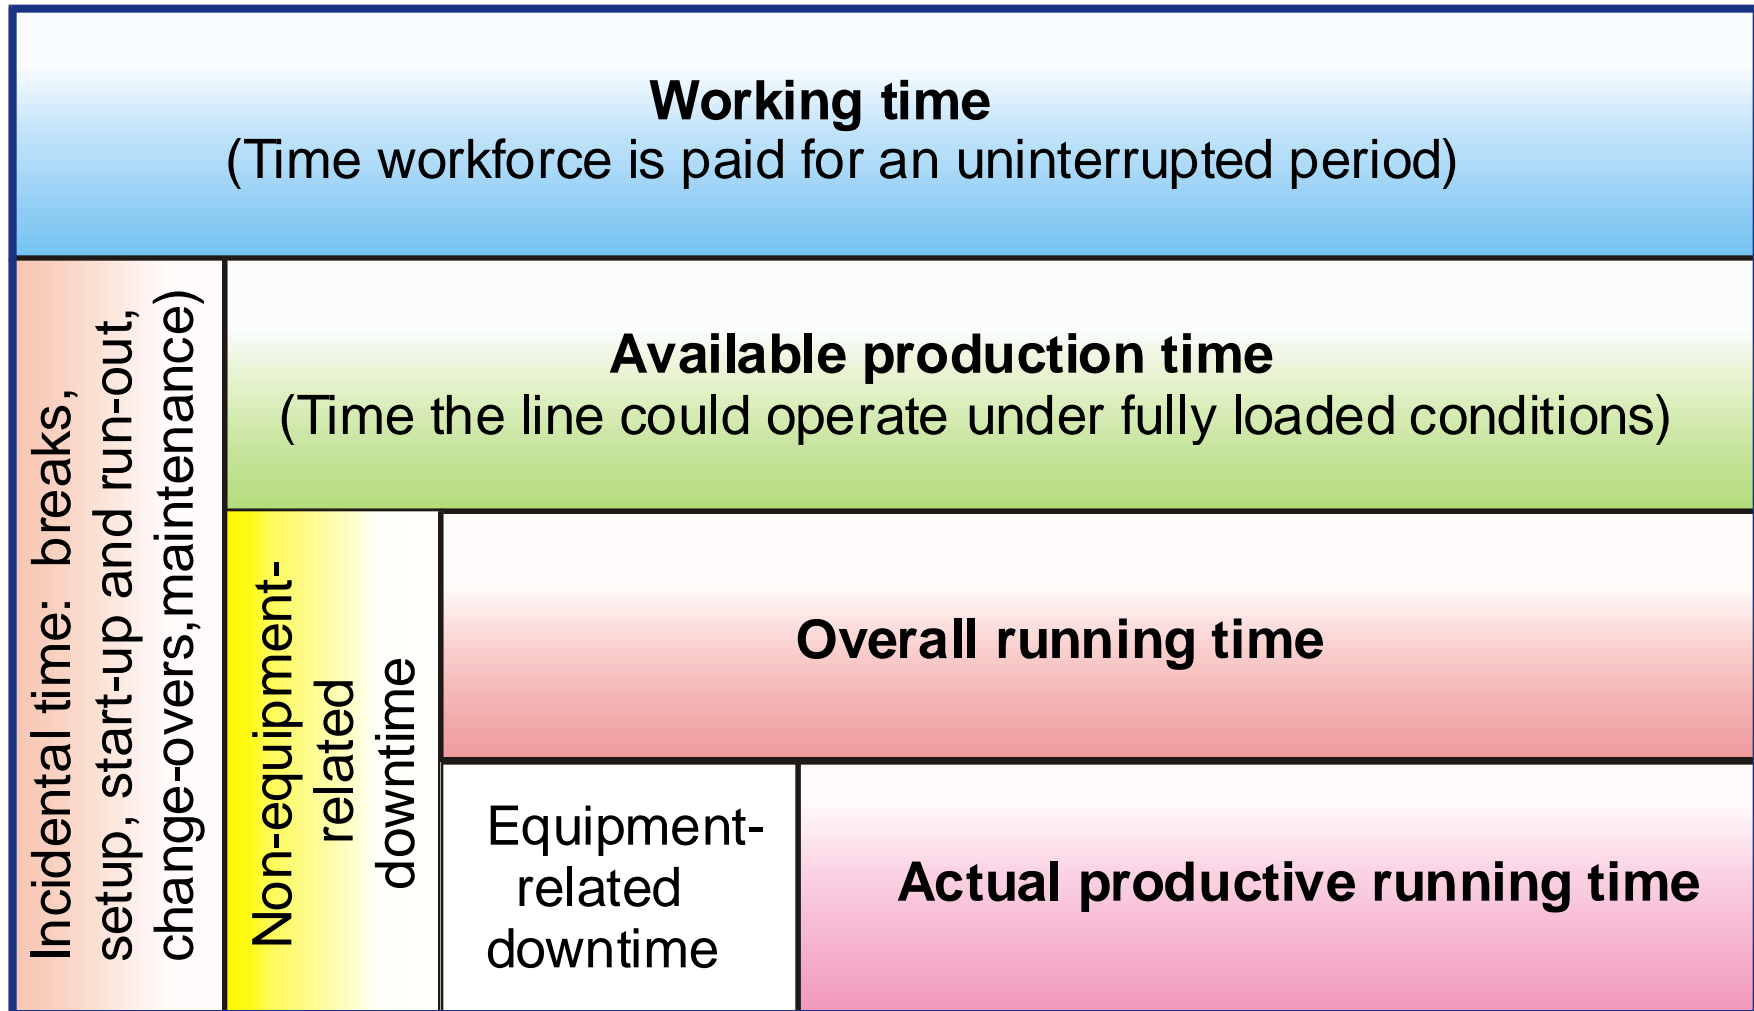 Working time
(Time workforce is paid for an uninterrupted period)
Incidental time:  breaks,
setup, start-up and run-out,
change-overs,maintenance)
Available production time
(Time the line could operate under fully loaded conditions)
Non-equipment-
related
downtime
Overall running time
Equipment-
related
downtime
Actual productive running time